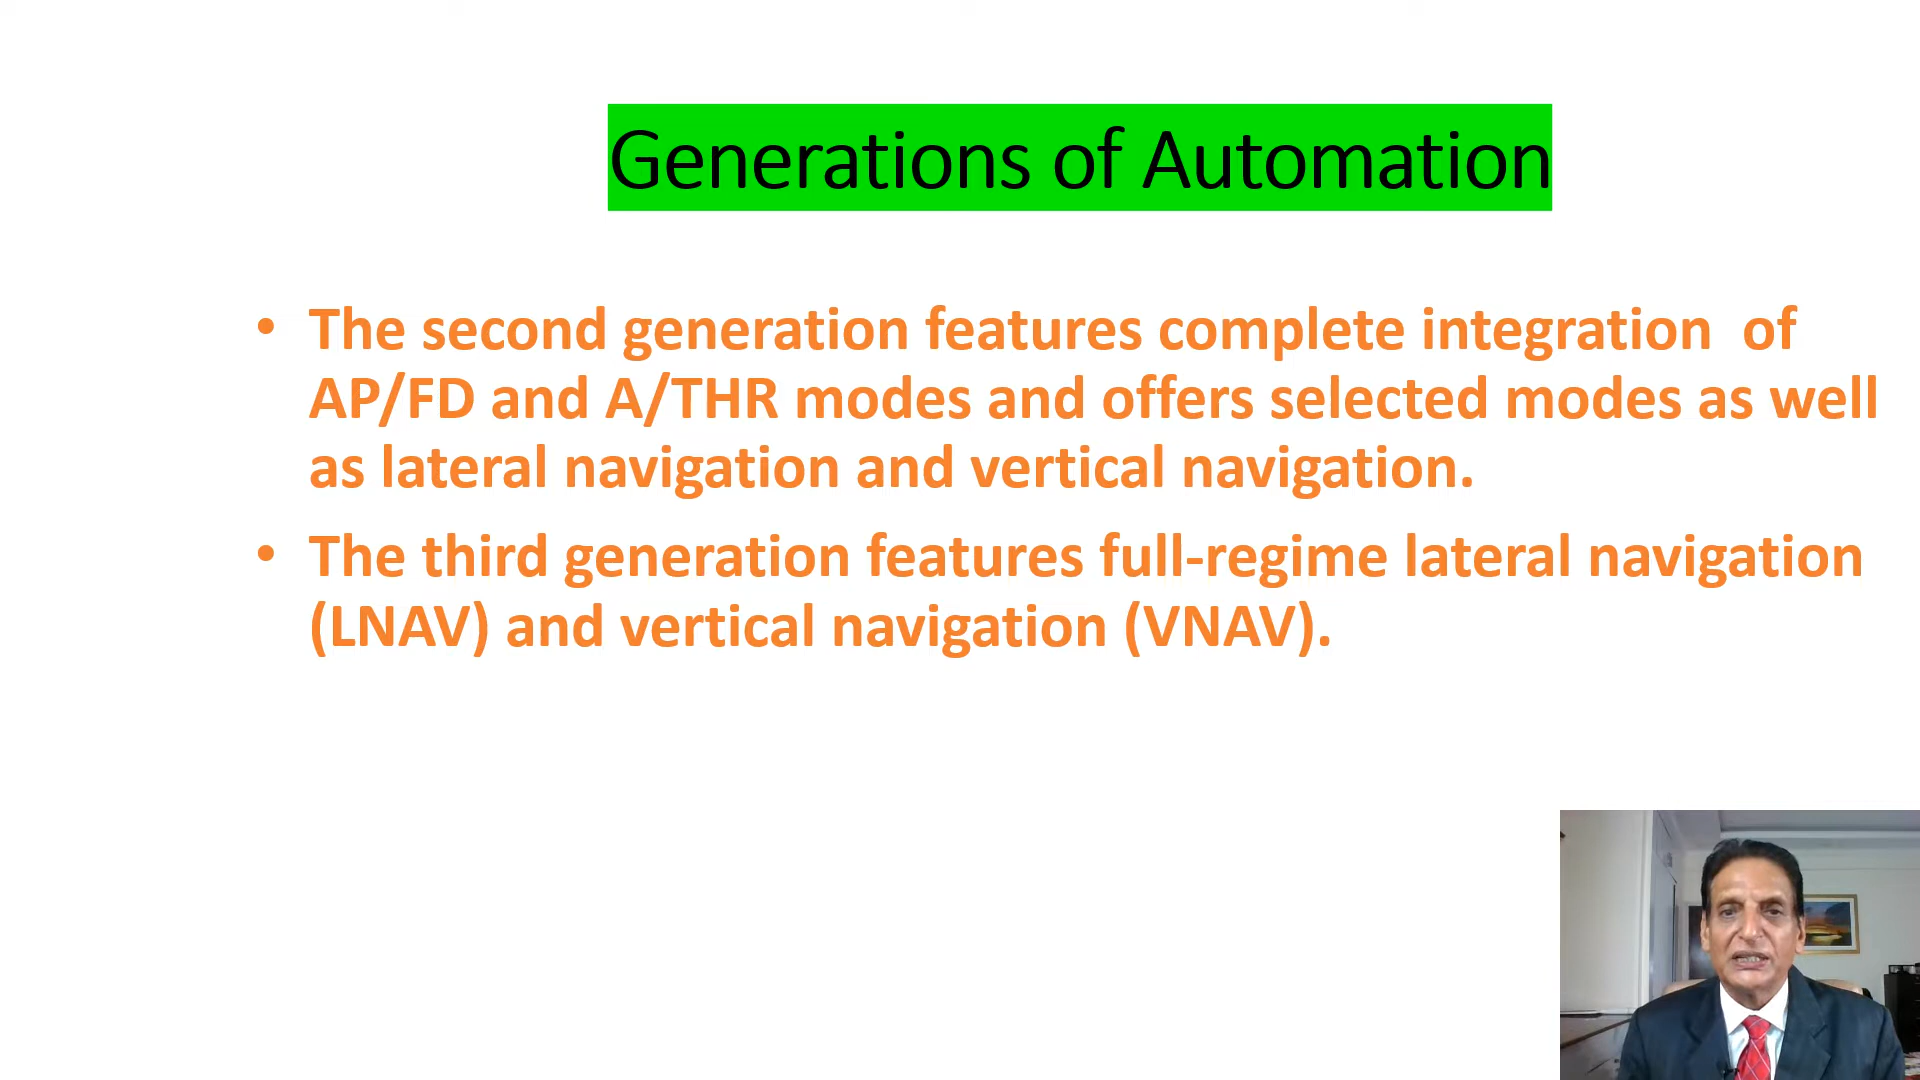 Generations of Automation
• The second generation features complete integration of
AP/FD and A/THR modes and offers selected modes as well
as lateral navigation and vertical navigation.
• The third generation features full-regime lateral navigation
(LNAV) and vertical navigation (VNAV).